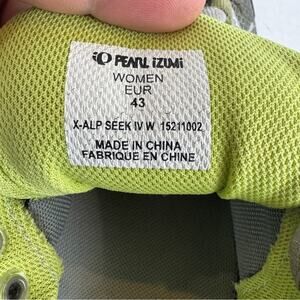 PEARL iZUMi
WOMEN
EUR
43
X-ALP SEEK IV W 15211002
MADE IN CHINA
FABRIQUE EN CHINE